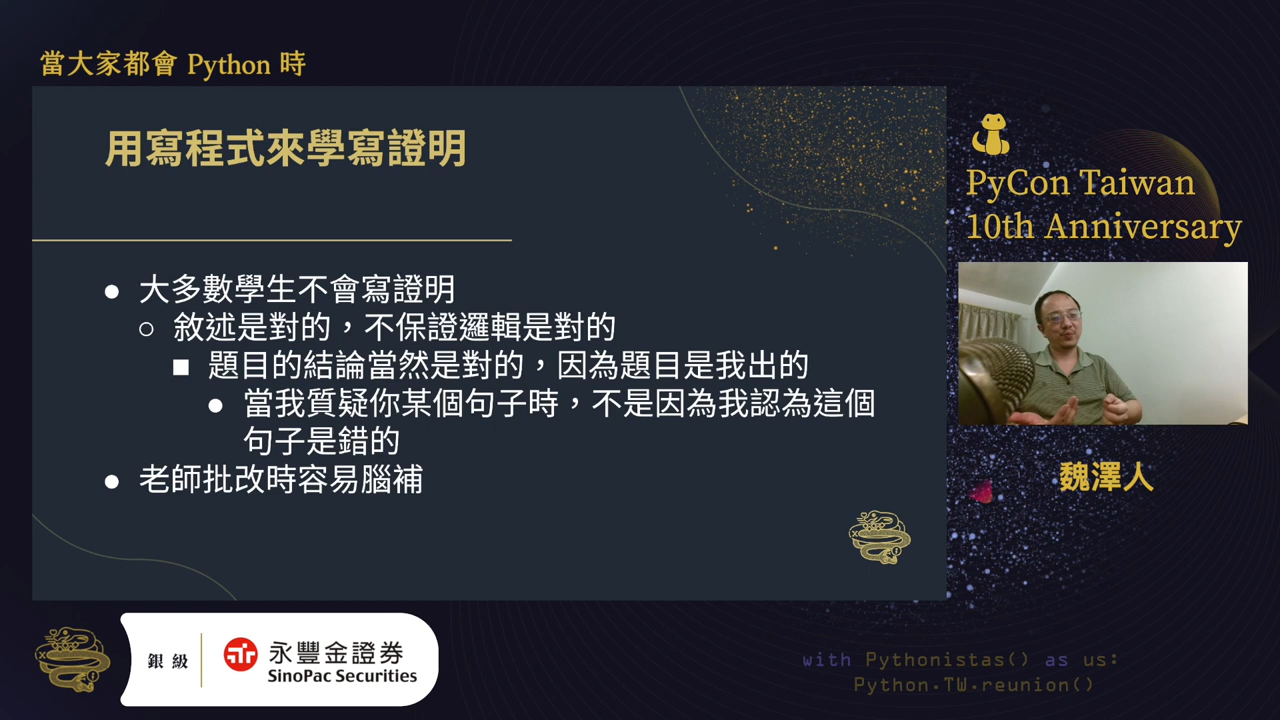 當大家都會 Python 時
用寫程式來學寫證明
● 大多數學生不會寫證明
○ 敘述是對的，不保證邏輯是對的
■ 題目的結論當然是對的，因為題目是我出的
● 當我質疑你某個句子時，不是因為我認為這個
句子是錯的
● 老師批改時容易腦補
PyCon Taiwan
10th Anniversary
魏澤人
銀級
永豐金證券
SinoPac Securities
with Pythonistas() as us:
Python.TW.reunion()